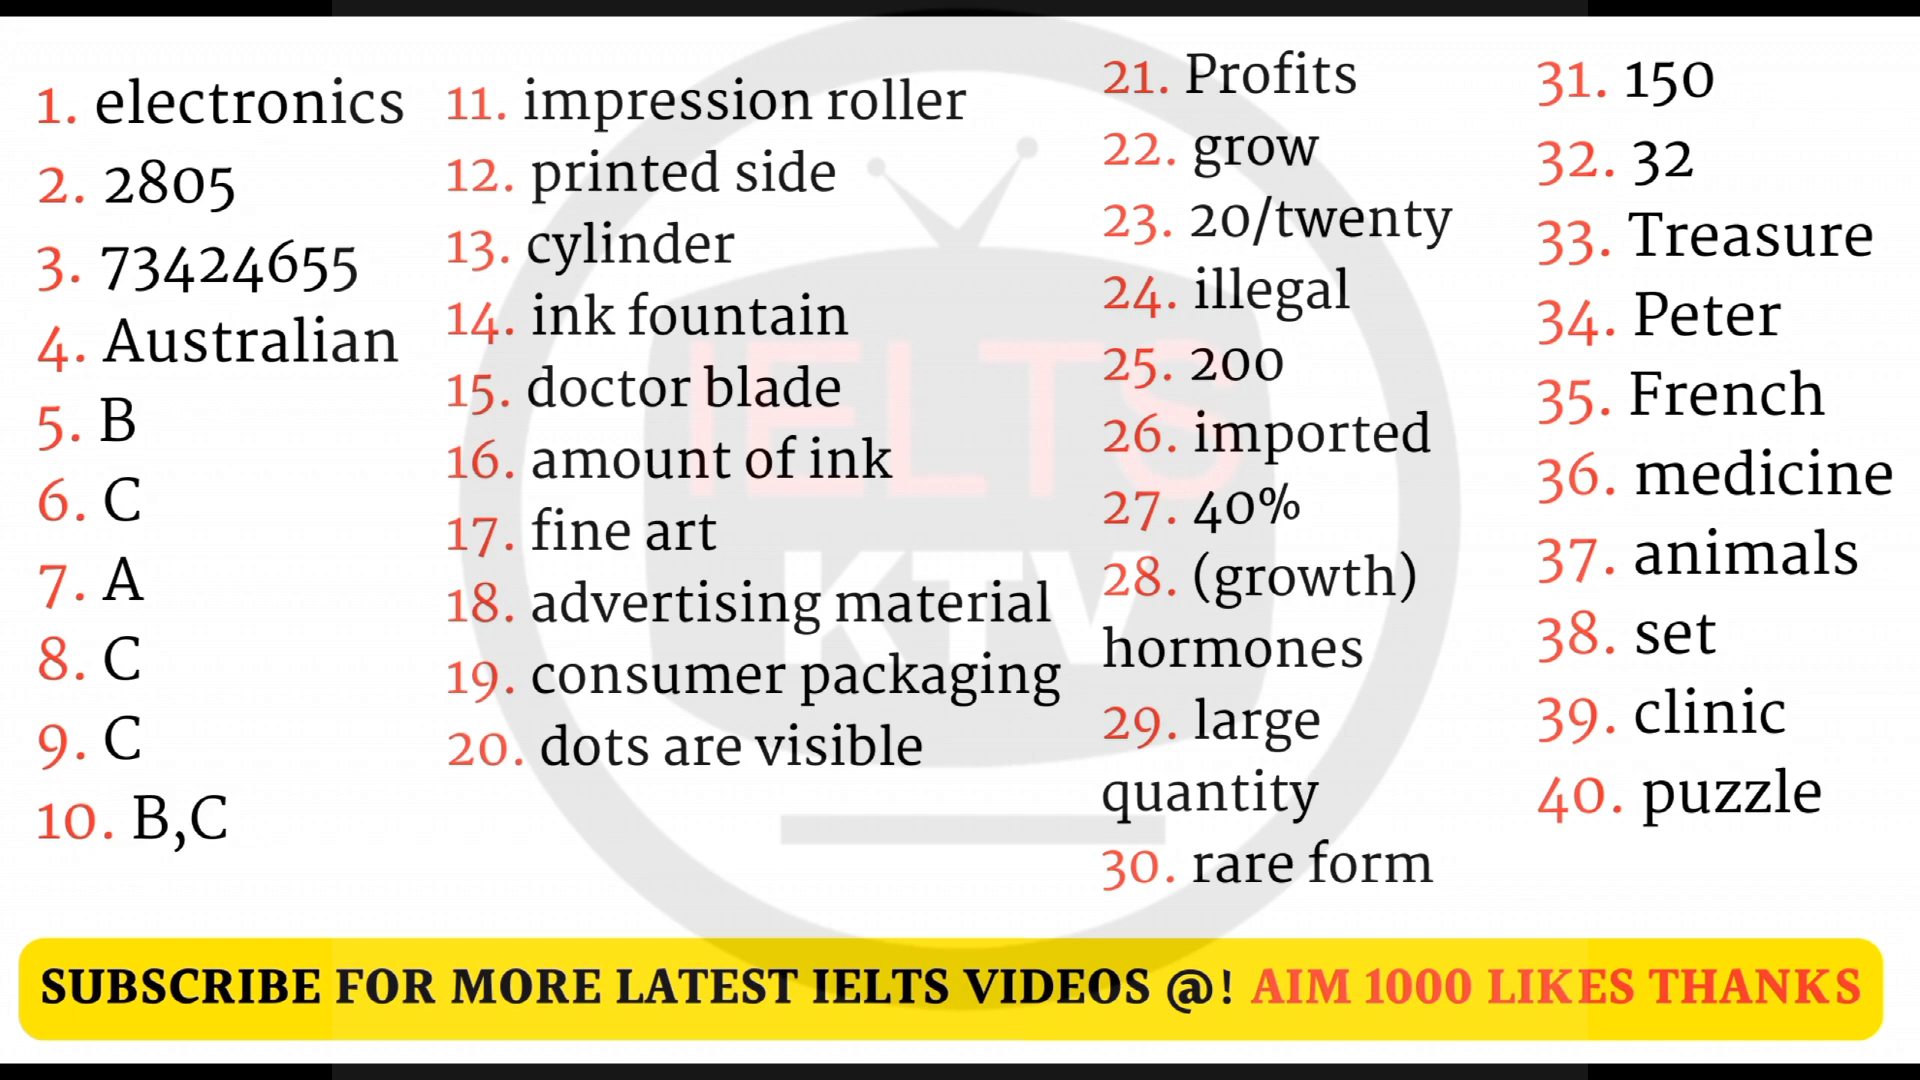 1. electronics
2. 2805
3. 73424655
4. Australian
5. B
6. C
7. A
8. C
9. C
10. B,C
11. impression roller
12. printed side
13. cylinder
14. ink fountain
15. doctor blade
16. amount of ink
17. fine art
18. advertising material
19. consumer packaging
20. dots are visible
21. Profits
22. grow
23. 20/twenty
24. illegal
25. 200
26. imported
27. 40%
28. (growth)
hormones
29. large
quantity
30. rare form
31. 150
32. 32
33. Treasure
34. Peter
35. French
36. medicine
37. animals
38. set
39. clinic
40. puzzle
IELTS
KTV
SUBSCRIBE FOR MORE LATEST IELTS VIDEOS @! AIM 1000 LIKES THANKS